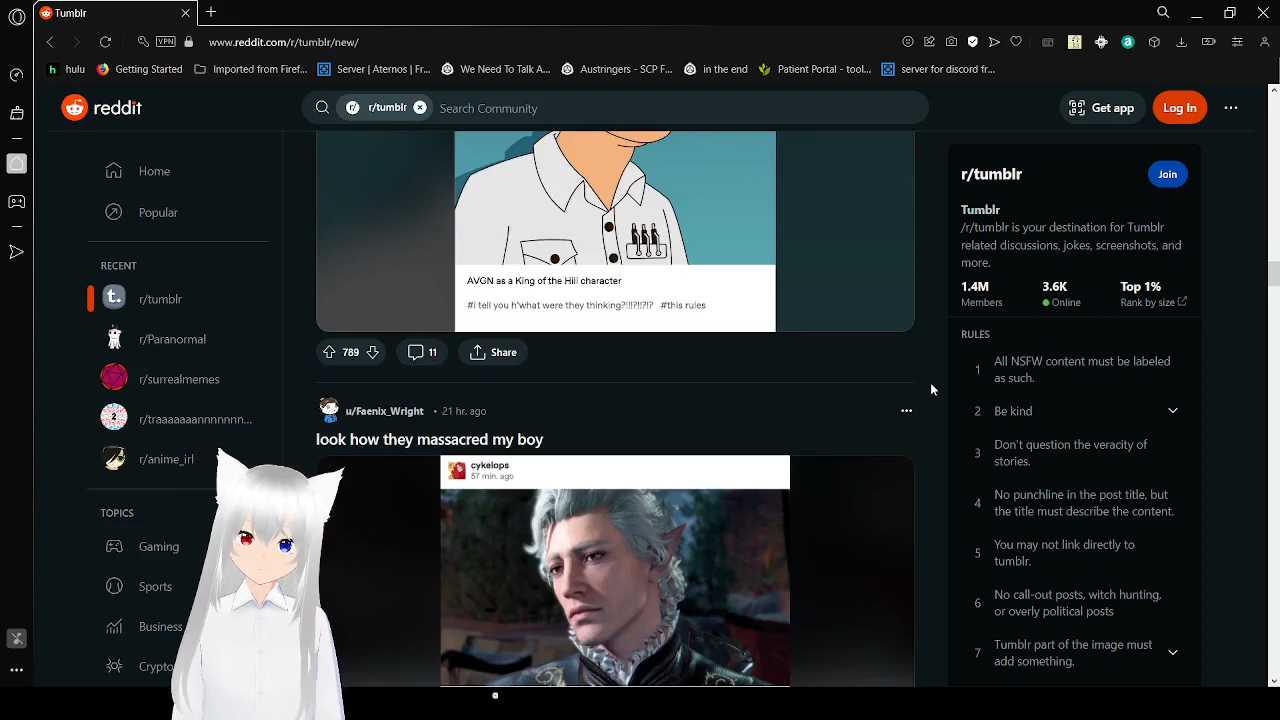 Tumblr
VPN
www.reddit.com/r/tumblr/new/
hulu
Getting Started
Imported from Firef...
Server | Aternos | Fr...
We Need To Talk A...
Austringers - SCP F...
in the end
Patient Portal - tool...
server for discord fr...
reddit
r/tumblr
Search Community
Get app
Log In
Home
Popular
RECENT
r/tumblr
r/Paranormal
r/surrealmemes
r/traaaaaaannnnnnn...
r/anime_irl
TOPICS
Gaming
Sports
Business
Crypto
AVGN as a King of the Hill character
#i tell you h'what were they thinking?!!!?!!?!? #this rules
789
11
Share
u/Faenix_Wright • 21 hr. ago
look how they massacred my boy
cykelops
57 min. ago
r/tumblr
Join
Tumblr
/r/tumblr is your destination for Tumblr
related discussions, jokes, screenshots, and
more.
1.4M 3.6K Top 1%
Members Online Rank by size
RULES
1 All NSFW content must be labeled
as such.
2 Be kind
3 Don't question the veracity of
stories.
4 No punchline in the post title, but
the title must describe the content.
5 You may not link directly to
tumblr.
6 No call-out posts, witch hunting,
or overly political posts
7 Tumblr part of the image must
add something.